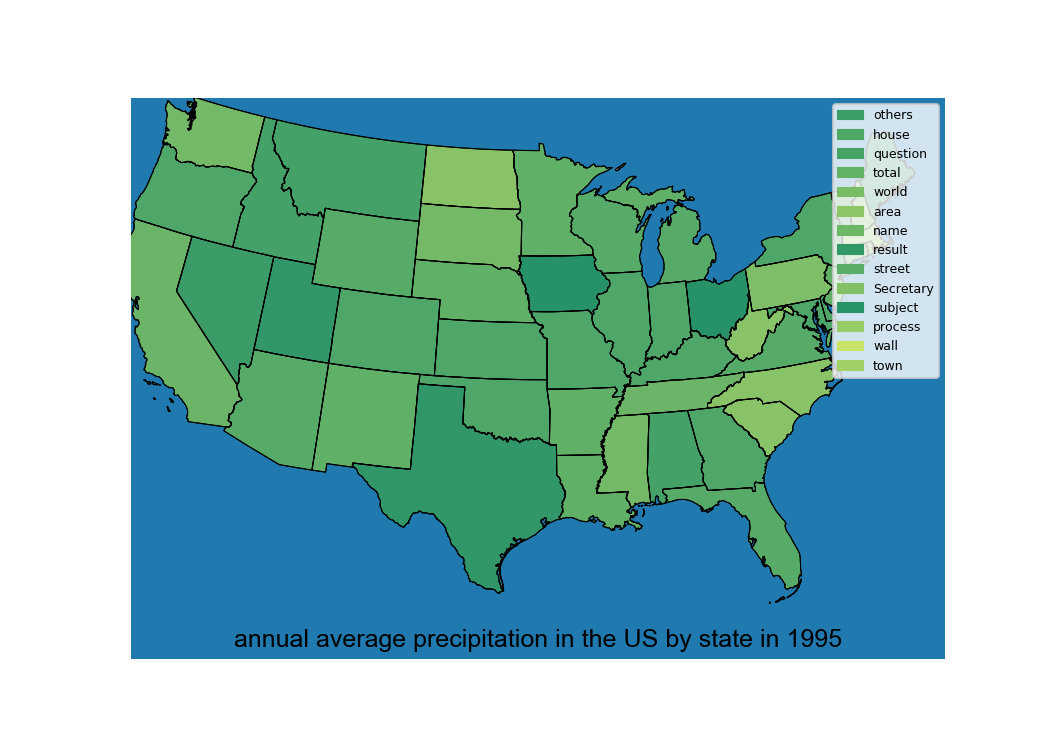 others
house
question
total
world
area
name
result
street
Secretary
subject
process
wall
town
annual average precipitation in the US by state in 1995